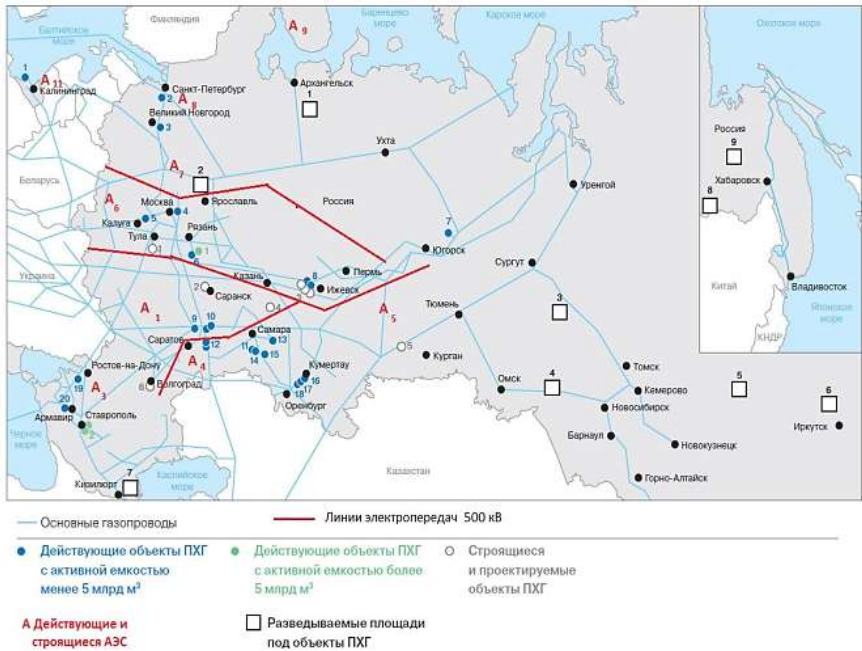 Финляндия
Баренцево
море
Карское море
Охотское море
Балтийское
море
A 9
1
A 11
Калининград
Санкт-Петербург
2
A 8
Архангельск
1
Великий Новгород
3
Ухта
Россия
9
A 7
2
Беларусь
A 6
Москва
4
Ярославль
Россия
Уренгой
8
Хабаровск
Калуга
5
Рязань
Тула
1
1
6
7
Югорск
Украина
Казань
8
Пермь
Сургут
Китай
Владивосток
2
Саранск
3
Ижевск
4
Японское
море
A 1
A 5
Тюмень
3
КНДР
9
10
Самара
Саратов
12
11
13
14
15
5
Курган
A 4
Ростов-на-Дону
Кумертау
Томск
19
A 3
6
Волгоград
16
17
18
Омск
4
Кемерово
5
6
20
Армавир
Ставрополь
2
Оренбург
Новосибирск
Иркутск
Барнаул
Новокузнецк
Черное
море
Каспийское
море
Казахстан
7
Кизилюрт
Горно-Алтайск
Основные газопроводы
Линии электропередач 500 кВ
Действующие объекты ПХГ
с активной емкостью
менее 5 млрд м³
Действующие объекты ПХГ
с активной емкостью более
5 млрд м³
Строящиеся
и проектируемые
объекты ПХГ
А Действующие и
строящиеся АЭС
Разведываемые площади
под объекты ПХГ